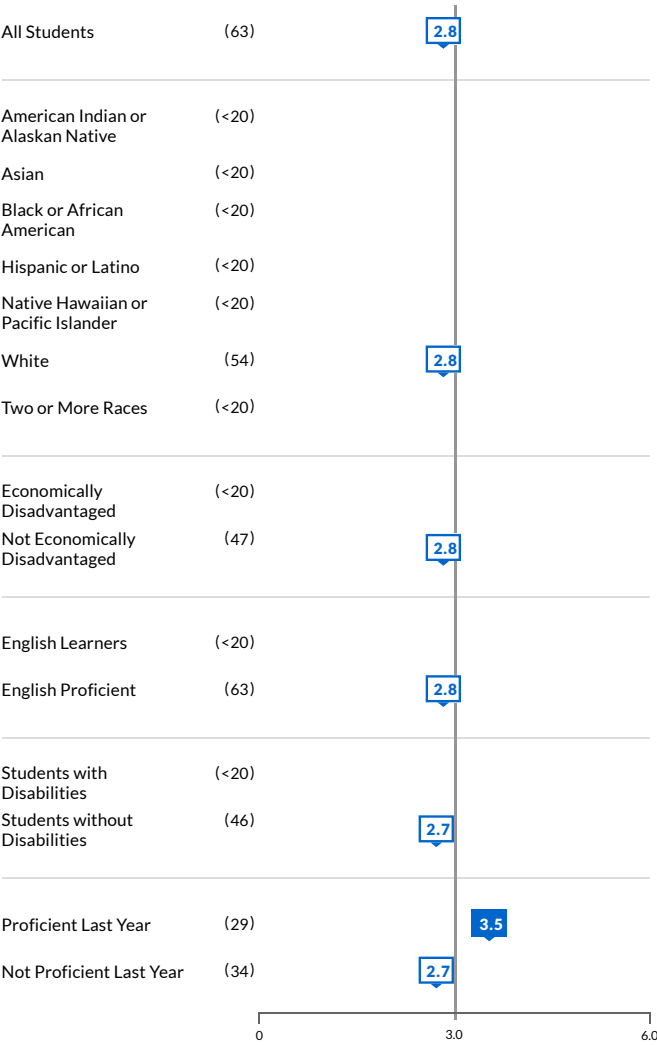 All Students (63) 2.8
American Indian or (<20)
Alaskan Native
Asian (<20)
Black or African (<20)
American
Hispanic or Latino (<20)
Native Hawaiian or (<20)
Pacific Islander
White (54) 2.8
Two or More Races (<20)
Economically (<20)
Disadvantaged
Not Economically (47) 2.8
Disadvantaged
English Learners (<20)
English Proficient (63) 2.8
Students with (<20)
Disabilities
Students without (46) 2.7
Disabilities
Proficient Last Year (29) 3.5
Not Proficient Last Year (34) 2.7
0 3.0 6.0